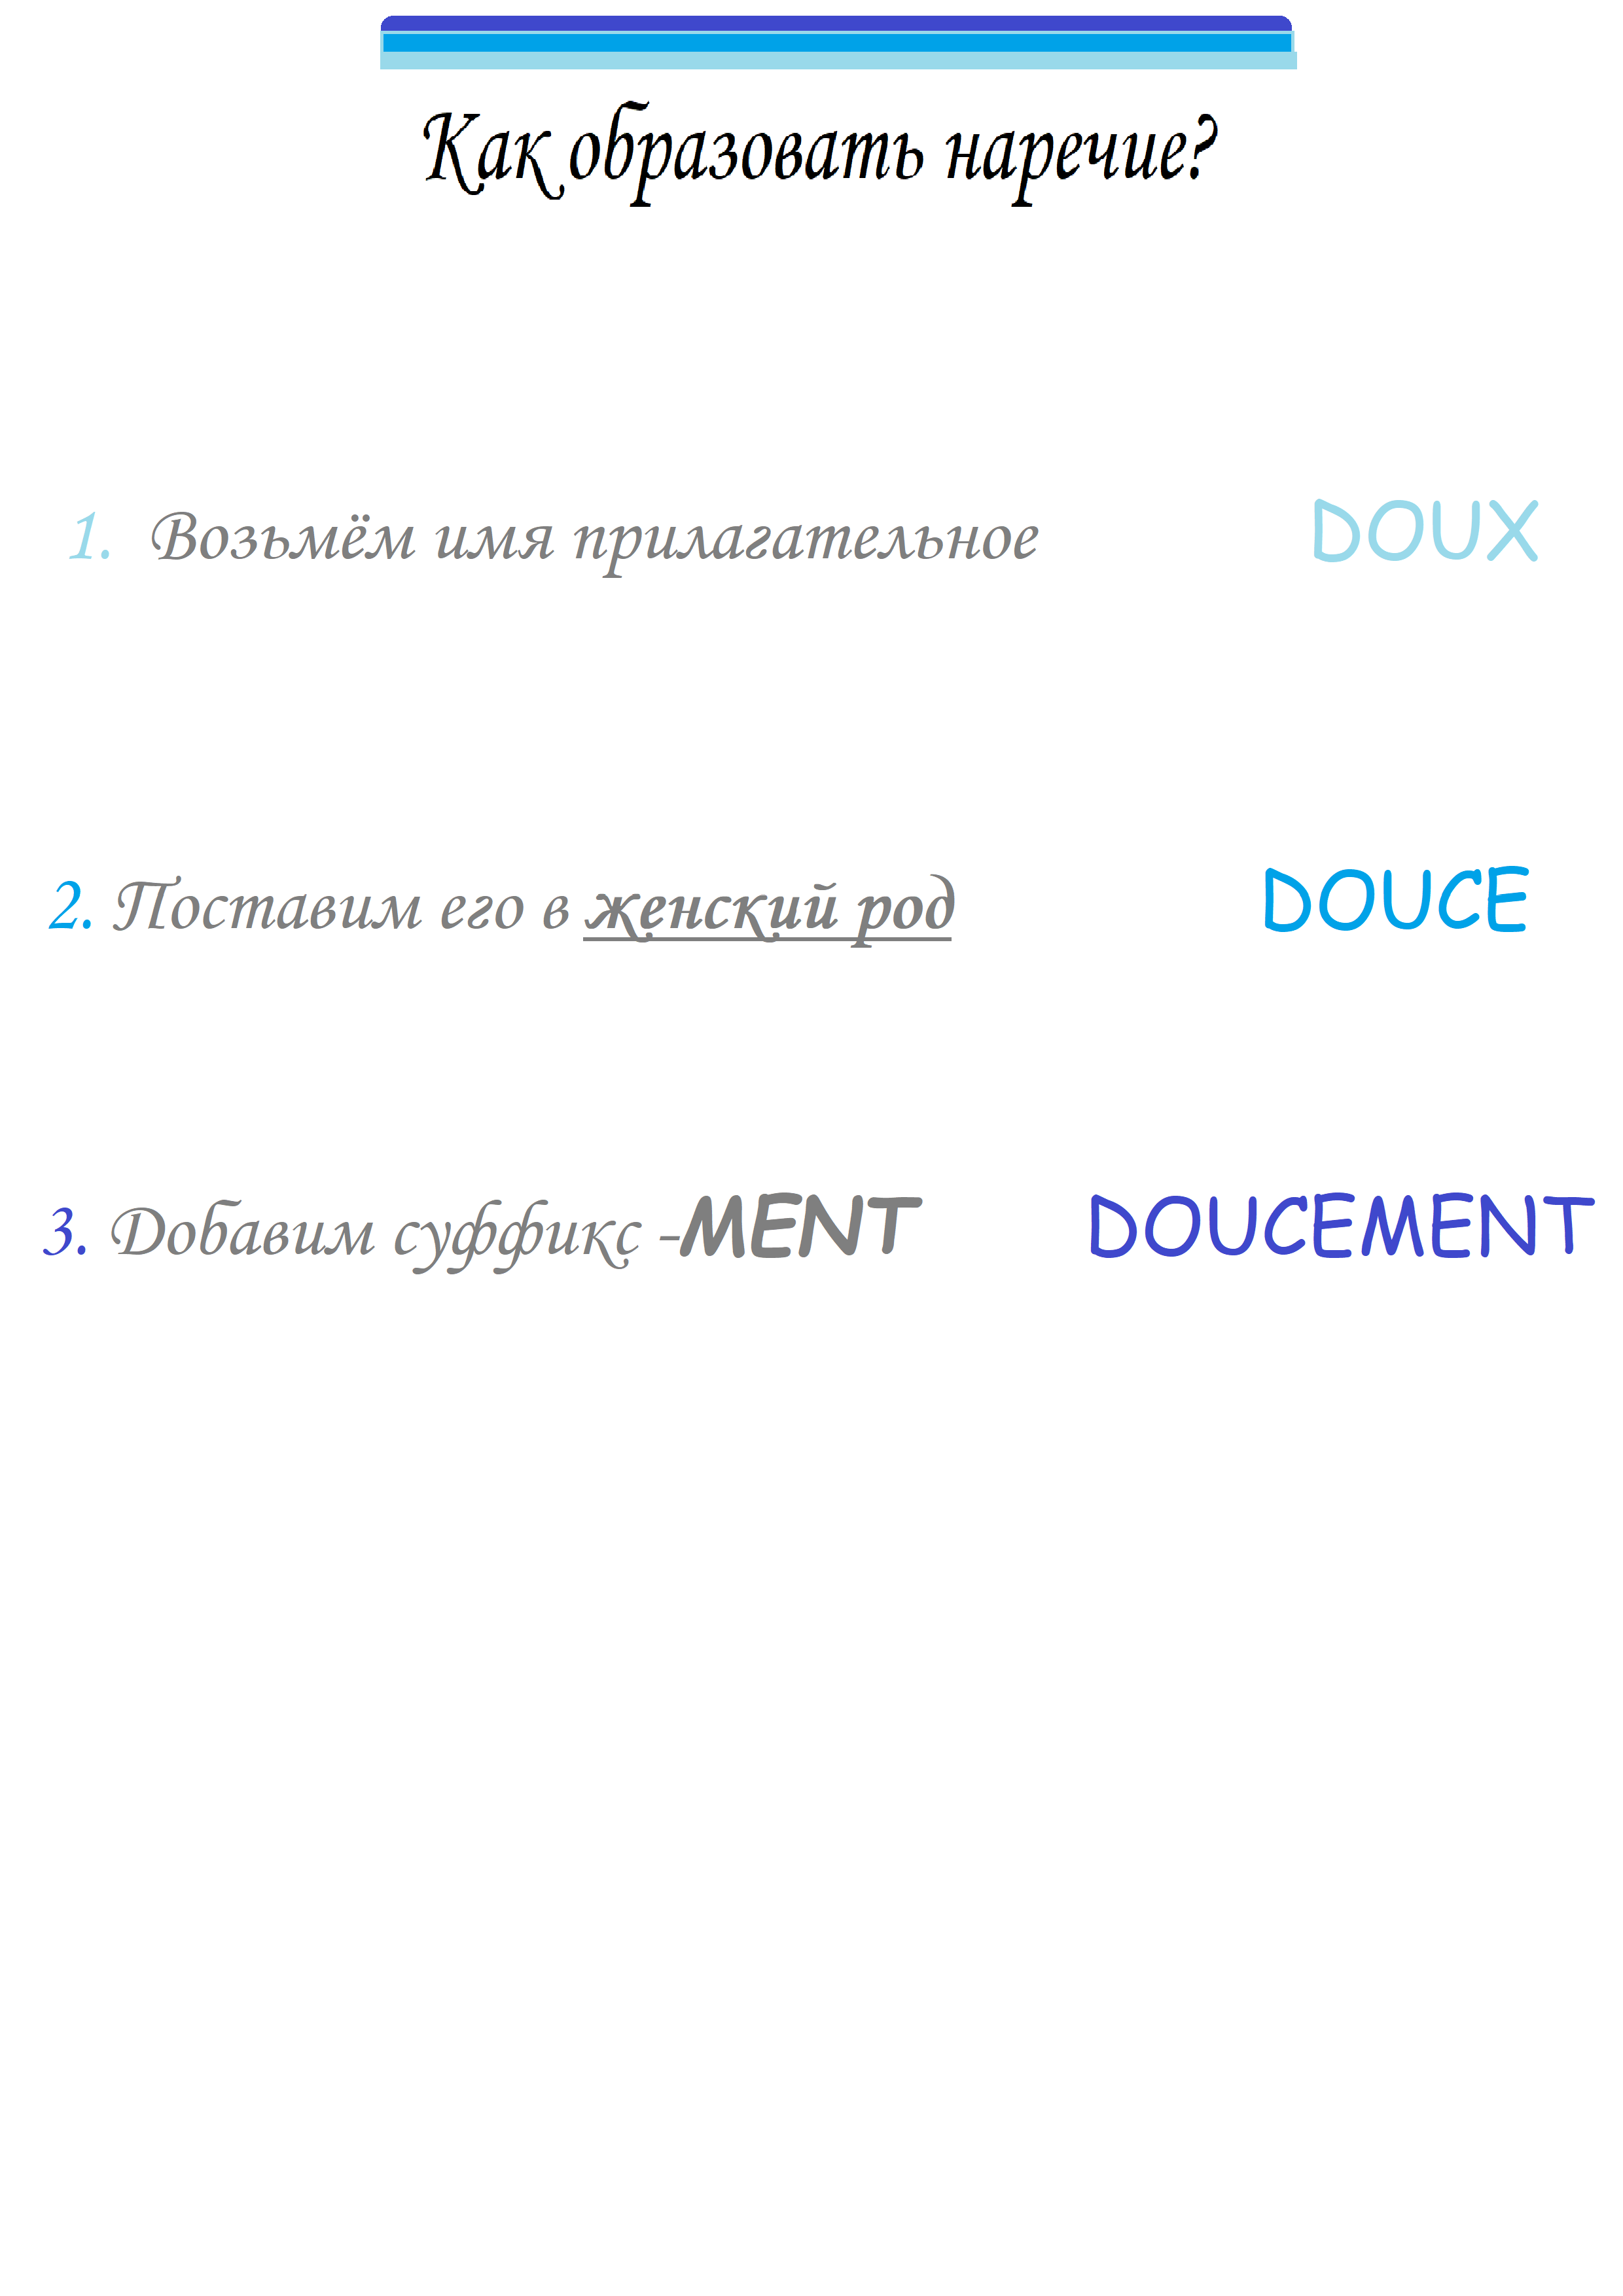 Как образовать наречие?
1. Возьмём имя прилагательное DOUX
2. Поставим его в женский род DOUCE
3. Добавим суффикс -MENT DOUCEMENT